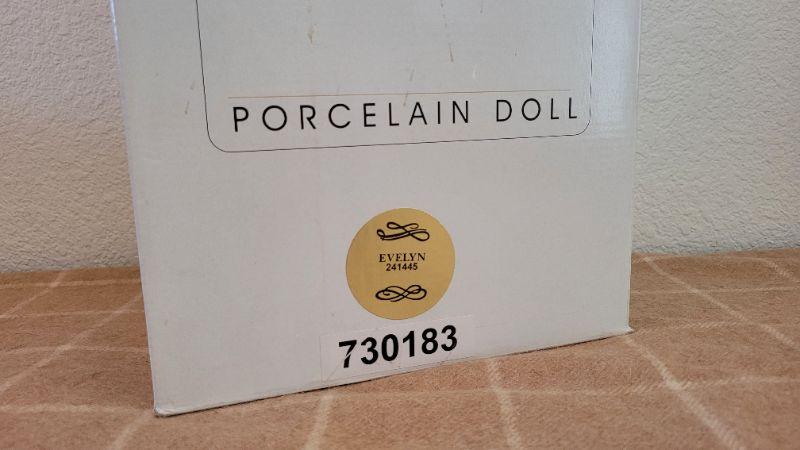 PORCELAIN DOLL
EVELYN
241445
730183